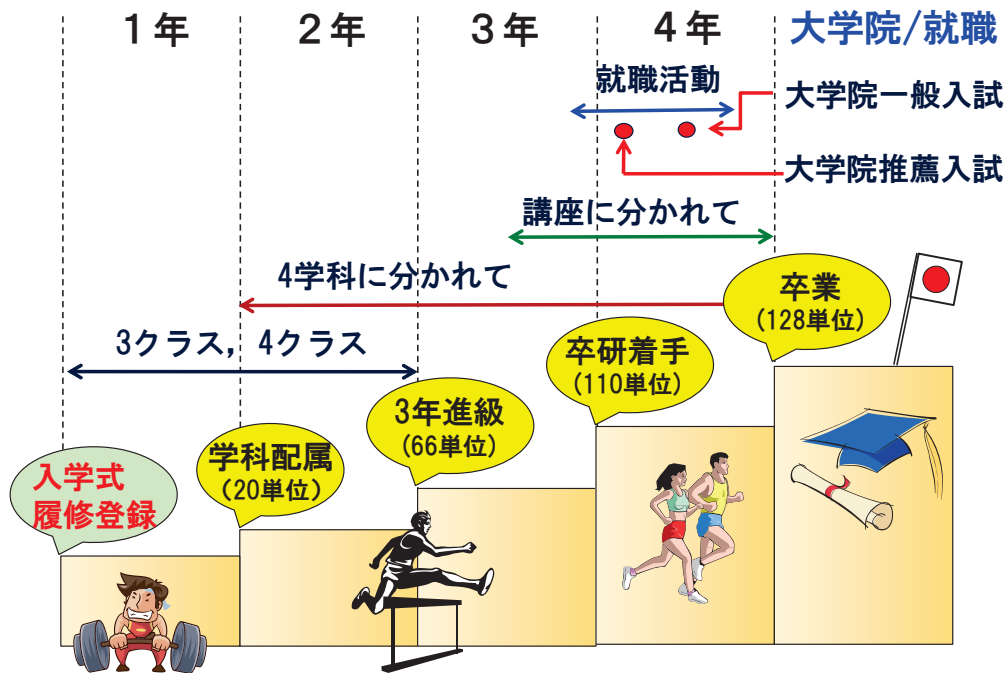 1年
2年
3年
4年
大学院/就職
就職活動
大学院一般入試
大学院推薦入試
講座に分かれて
4学科に分かれて
卒業
(128単位)
3クラス，4クラス
卒研着手
(110単位)
3年進級
(66単位)
学科配属
(20単位)
入学式
履修登録